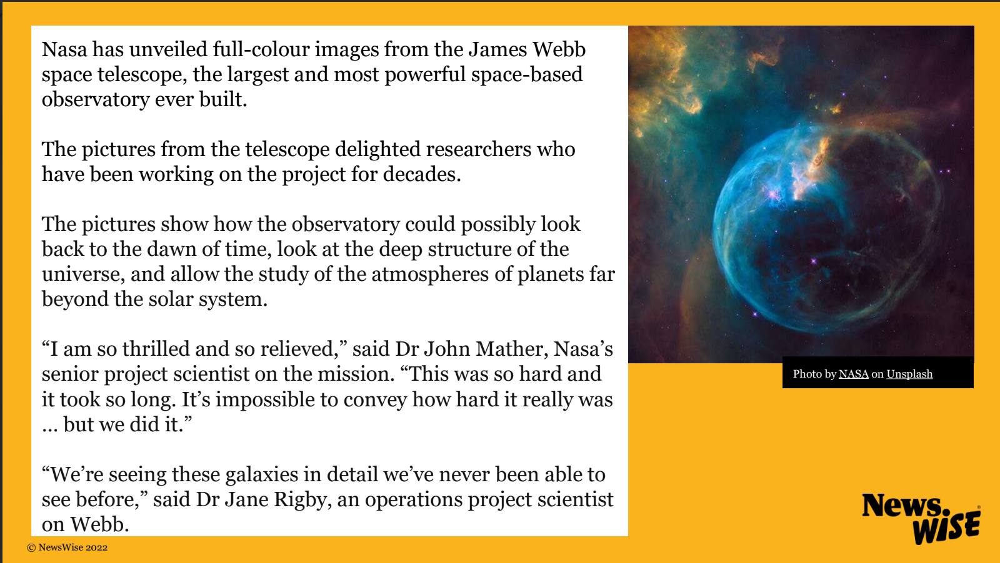 Nasa has unveiled full-colour images from the James Webb
space telescope, the largest and most powerful space-based
observatory ever built.
The pictures from the telescope delighted researchers who
have been working on the project for decades.
The pictures show how the observatory could possibly look
back to the dawn of time, look at the deep structure of the
universe, and allow the study of the atmospheres of planets far
beyond the solar system.
“I am so thrilled and so relieved,” said Dr John Mather, Nasa’s
senior project scientist on the mission. “This was so hard and
it took so long. It’s impossible to convey how hard it really was
... but we did it.”
“We’re seeing these galaxies in detail we’ve never been able to
see before,” said Dr Jane Rigby, an operations project scientist
on Webb.
Photo by NASA on Unsplash
News.
WiSE®
© NewsWise 2022